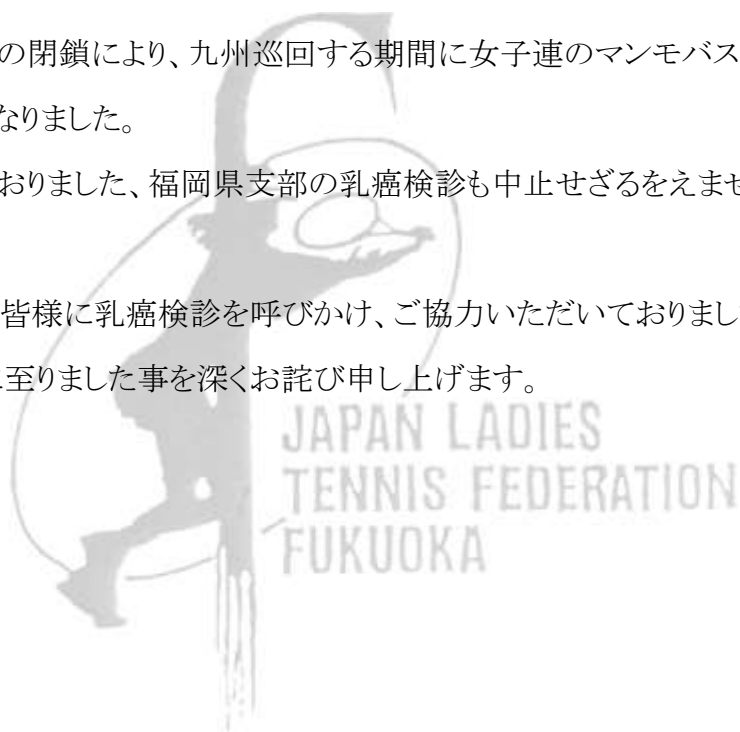 の閉鎖により、九州巡回する期間に女子連のマンモバス
なりました。
おりました、福岡県支部の乳癌検診も中止せざるをえませ
皆様に乳癌検診を呼びかけ、ご協力いただいておりまし
至りました事を深くお詫び申し上げます。
JAPAN LADIES
TENNIS FEDERATION
FUKUOKA